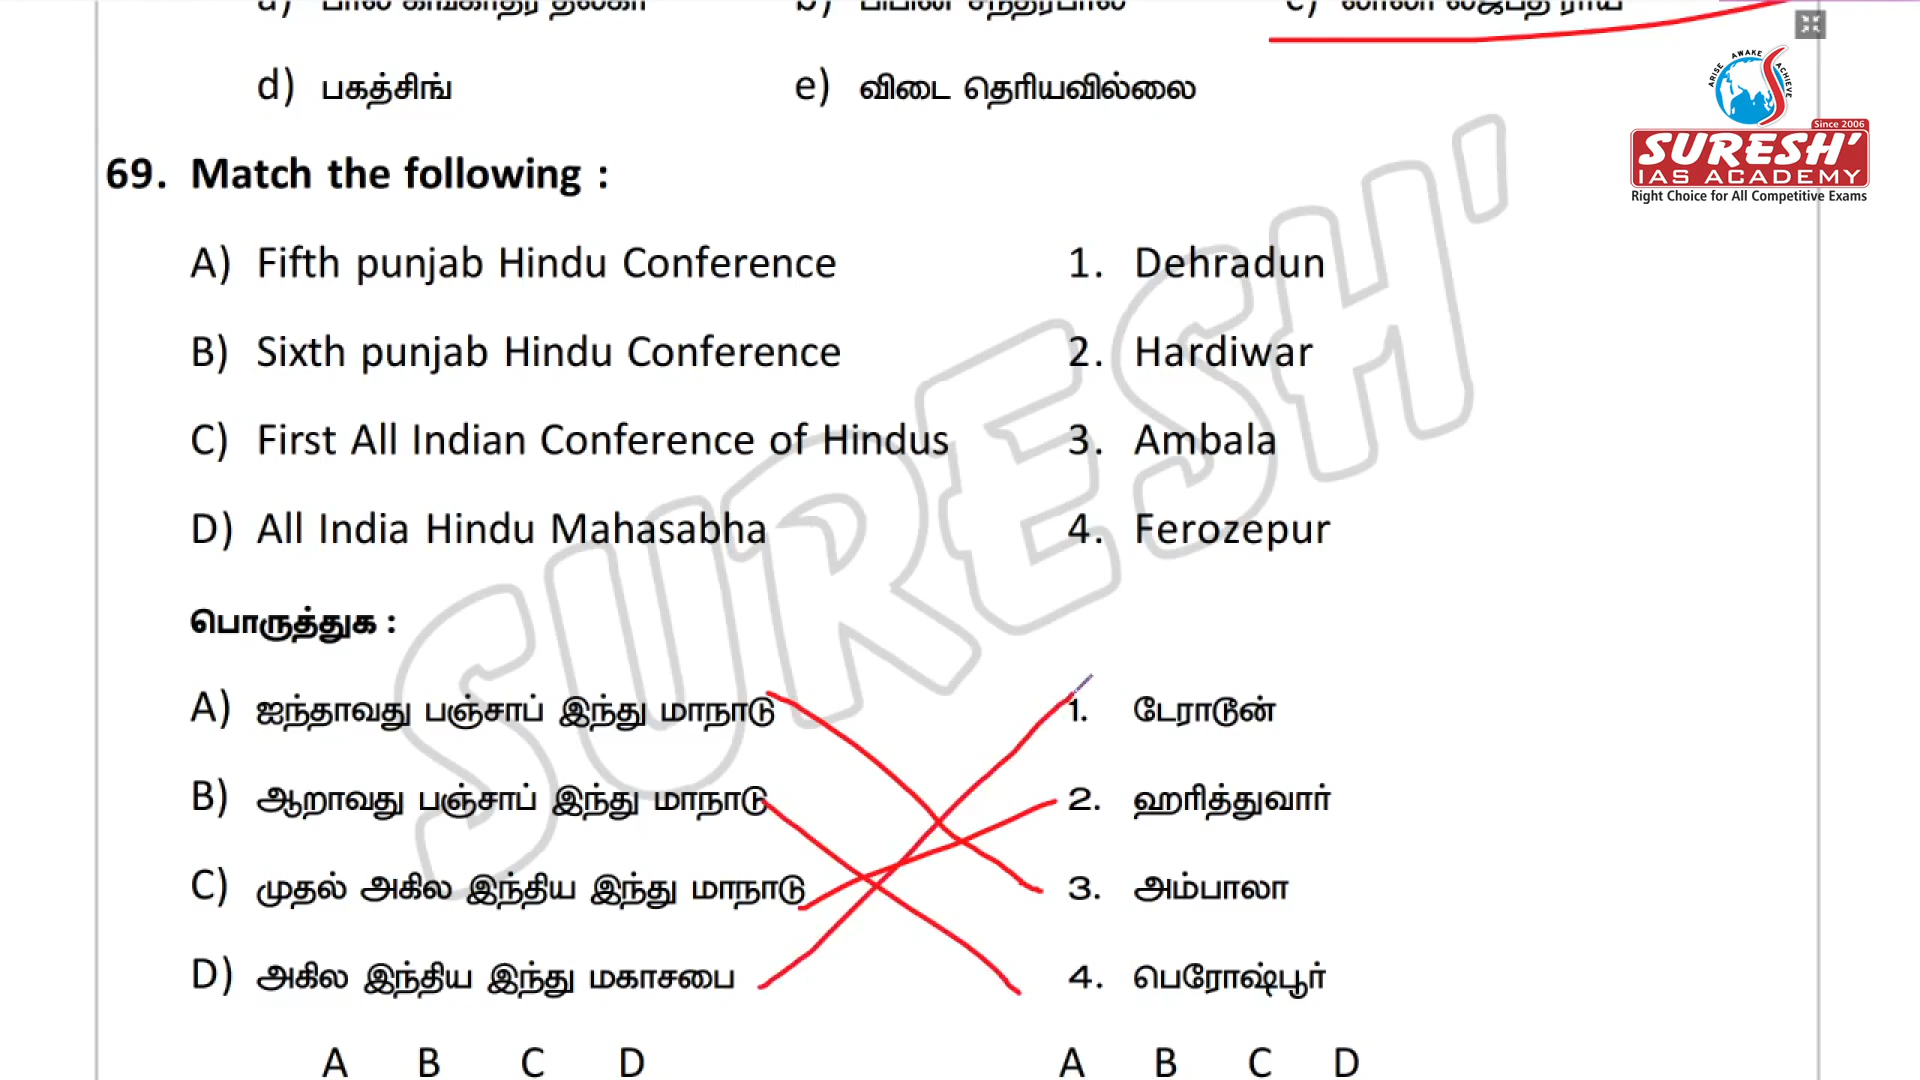 d) பகத்சிங் e) விடை தெரியவில்லை
ARISE AWAKE ACHIEVE
Since 2006
SURESH'
IAS ACADEMY
Right Choice for All Competitive Exams
69. Match the following :
A) Fifth punjab Hindu Conference 1. Dehradun
B) Sixth punjab Hindu Conference 2. Hardiwar
C) First All Indian Conference of Hindus 3. Ambala
D) All India Hindu Mahasabha 4. Ferozepur
SURESH'
பொருத்துக :
A) ஐந்தாவது பஞ்சாப் இந்து மாநாடு 1. டேராடூன்
B) ஆறாவது பஞ்சாப் இந்து மாநாடு 2. ஹரித்துவார்
C) முதல் அகில இந்திய இந்து மாநாடு 3. அம்பாலா
D) அகில இந்திய இந்து மகாசபை 4. பெரோஷ்பூர்
A B C D A B C D